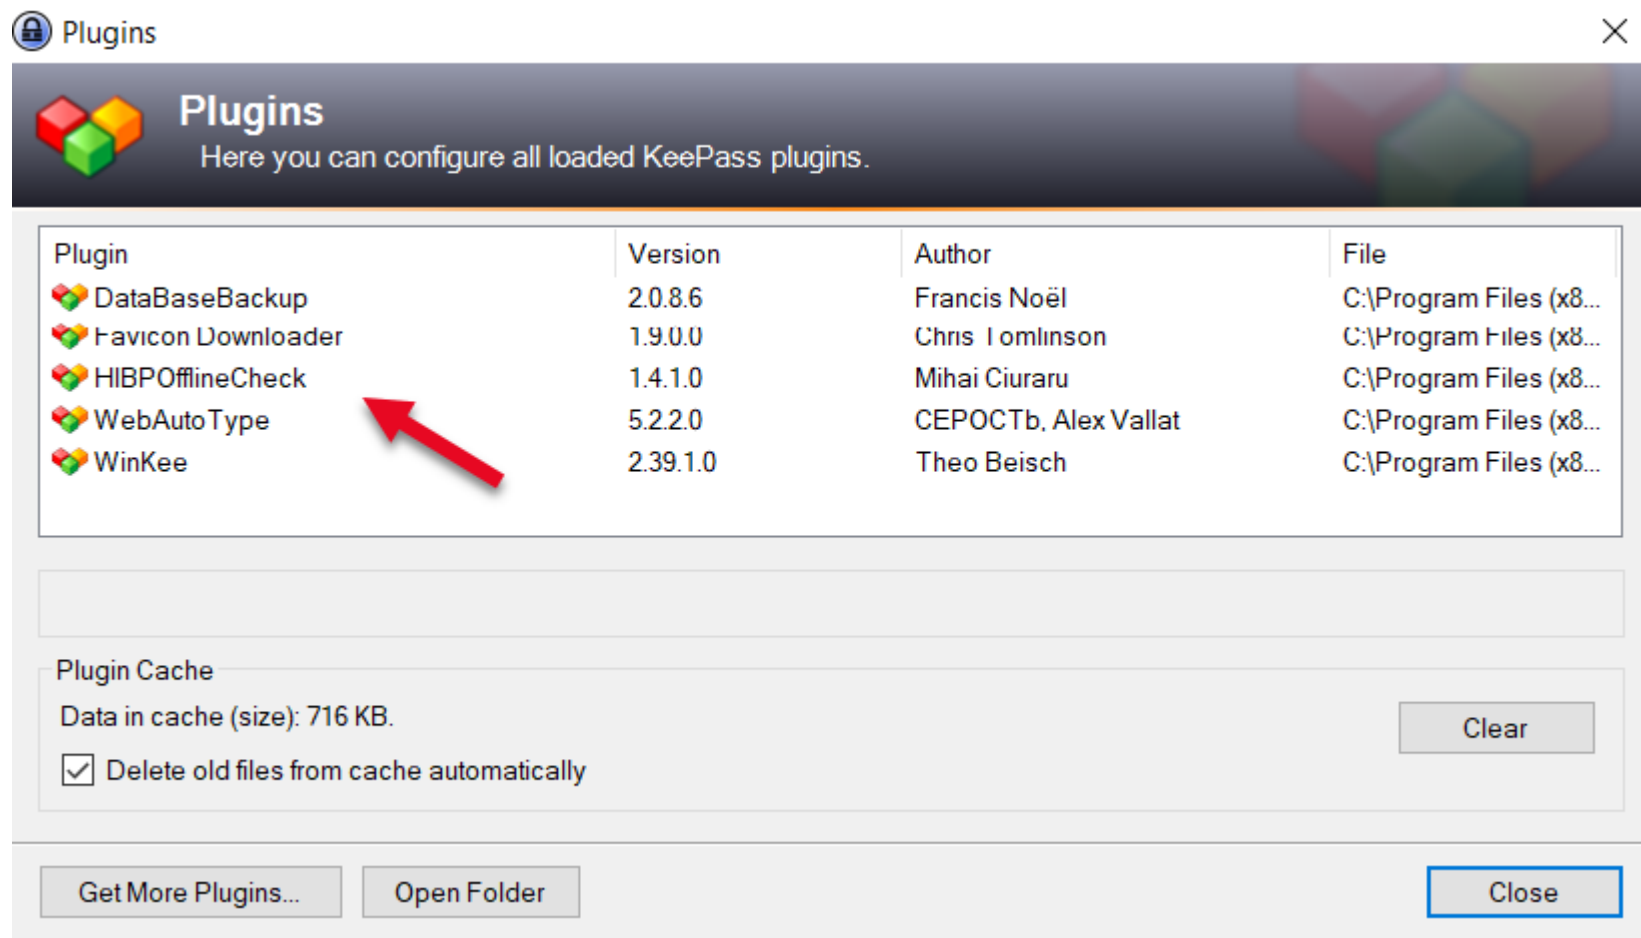 Plugins
Plugins
Here you can configure all loaded KeePass plugins.
Plugin Version Author File
DataBaseBackup 2.0.8.6 Francis Noël C:\Program Files (x8...
Favicon Downloader 1.9.0.0 Chris Tomlinson C:\Program Files (x8...
HIBPOfflineCheck 1.4.1.0 Mihai Ciuraru C:\Program Files (x8...
WebAutoType 5.2.2.0 CEPOCTb, Alex Vallat C:\Program Files (x8...
WinKee 2.39.1.0 Theo Beisch C:\Program Files (x8...
Plugin Cache
Data in cache (size): 716 KB.
Clear
Delete old files from cache automatically
Get More Plugins... Open Folder Close